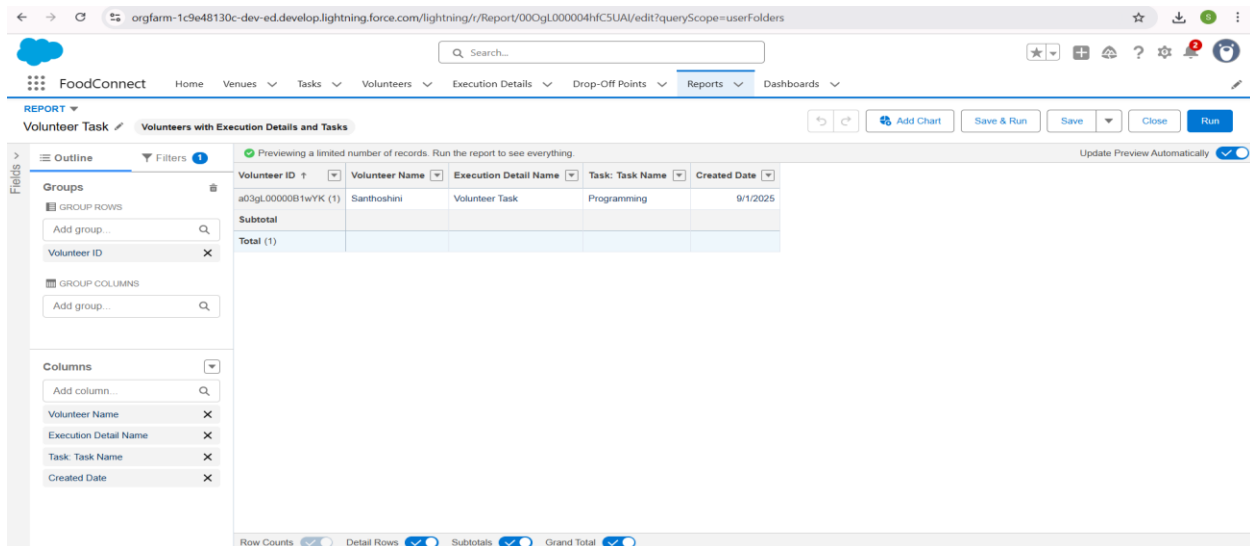 orgfarm-1c9e48130c-dev-ed.develop.lightning.force.com/lightning/r/Report/00OgL000004hfC5UAI/edit?queryScope=userFolders
S
Search...
2
FoodConnect Home Venues Tasks Volunteers Execution Details Drop-Off Points Reports Dashboards
REPORT
Volunteer Task Volunteers with Execution Details and Tasks
Add Chart Save & Run Save Close Run
Fields
Outline Filters 1
Previewing a limited number of records. Run the report to see everything. Update Preview Automatically
Groups
GROUP ROWS
Add group...
Volunteer ID
GROUP COLUMNS
Add group...
Columns
Add column...
Volunteer Name
Execution Detail Name
Task: Task Name
Created Date
Volunteer ID Volunteer Name Execution Detail Name Task: Task Name Created Date
a03gL00000B1wYK (1) Santhoshini Volunteer Task Programming 9/1/2025
Subtotal
Total (1)
Row Counts Detail Rows Subtotals Grand Total